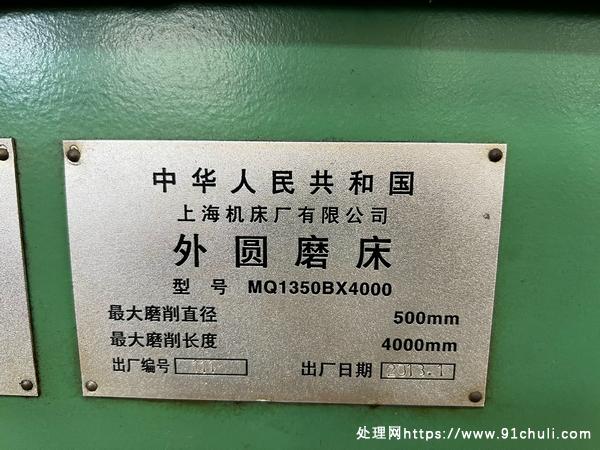 中华人民共和国
上海机床厂有限公司
外圆磨床
型号 MQ1350BX4000
最大磨削直径 500mm
最大磨削长度 4000mm
出厂编号 出厂日期 2013.1
处理网https://www.91chuli.com